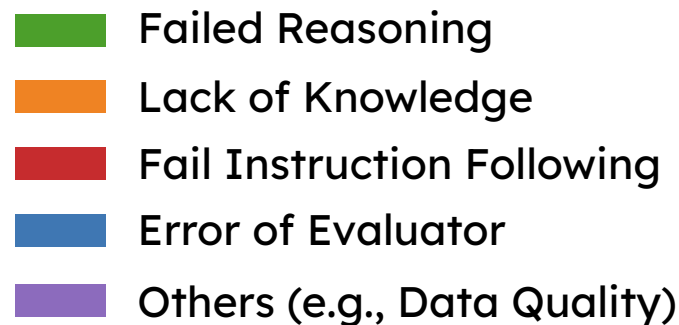 Failed Reasoning
Lack of Knowledge
Fail Instruction Following
Error of Evaluator
Others (e.g., Data Quality)